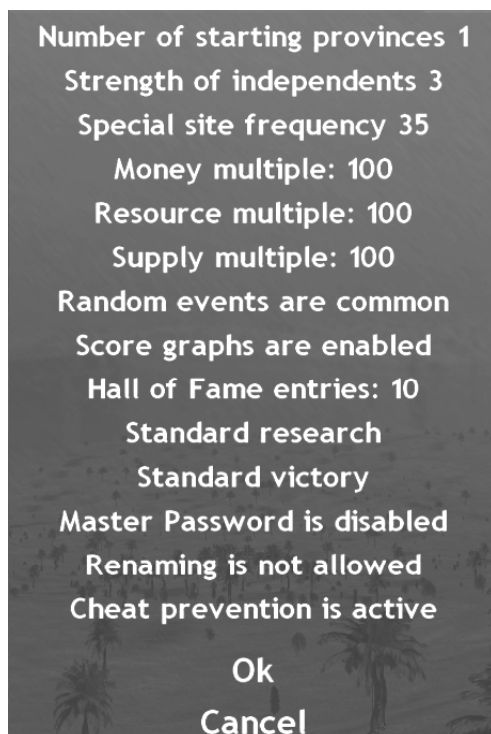 Number of starting provinces 1
Strength of independents 3
Special site frequency 35
Money multiple: 100
Resource multiple: 100
Supply multiple: 100
Random events are common
Score graphs are enabled
Hall of Fame entries: 10
Standard research
Standard victory
Master Password is disabled
Renaming is not allowed
Cheat prevention is active
Ok
Cancel